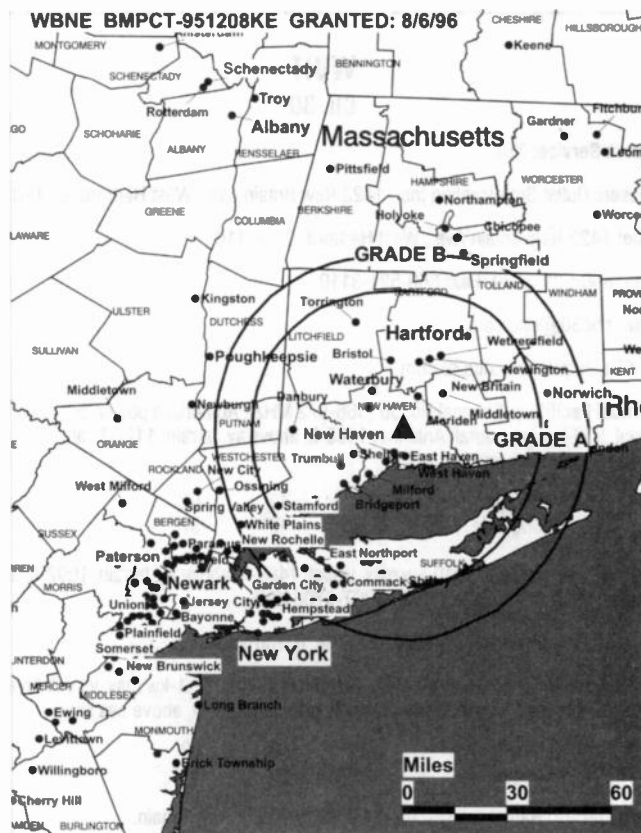 WBNE BMPCT-951208KE GRANTED: 8/6/96
CHESHIRE
HILLSBOROUGH
MONTGOMERY
Amsterdam
Keene
SCHENECTADY
Schenectady
BENNINGTON
Rotterdam
Troy
Fitchburg
Gardner
Albany
Massachusetts
SCHOHARIE
ALBANY
RENSSELAER
Pittsfield
WORCESTER
HAMPSHIRE
Northampton
BERKSHIRE
GREENE
COLUMBIA
Holyoke
Chicopee
GRADE B
Springfield
TOLLAND
WINDHAM
Kingston
Torrington
HARTFORD
ULSTER
DUTCHESS
LITCHFIELD
Hartford
Wethersfield
SULLIVAN
Poughkeepsie
Bristol
Newington
KENT
Waterbury
Middletown
Danbury
New Britain
Norwich
Newburgh
NEW HAVEN
Middletown
PUTNAM
Meriden
ORANGE
New Haven
GRADE A
WESTCHESTER
Trumbull
East Haven
ROCKLAND
New City
West Haven
West Milford
Ossining
Milford
Spring Valley
Stamford
Bridgeport
SUSSEX
BERGEN
White Plains
Paramus
New Rochelle
East Northport
Paterson
SUFFOLK
MORRIS
Newark
Garden City
Commack
Union
Jersey City
Hempstead
Bayonne
Plainfield
Somerset
New York
New Brunswick
MERCER
MIDDLESEX
Ewing
Long Branch
Levittown
MONMOUTH
Willingboro
Brick Township
Miles
Cherry Hill
0 30 60
BURLINGTON